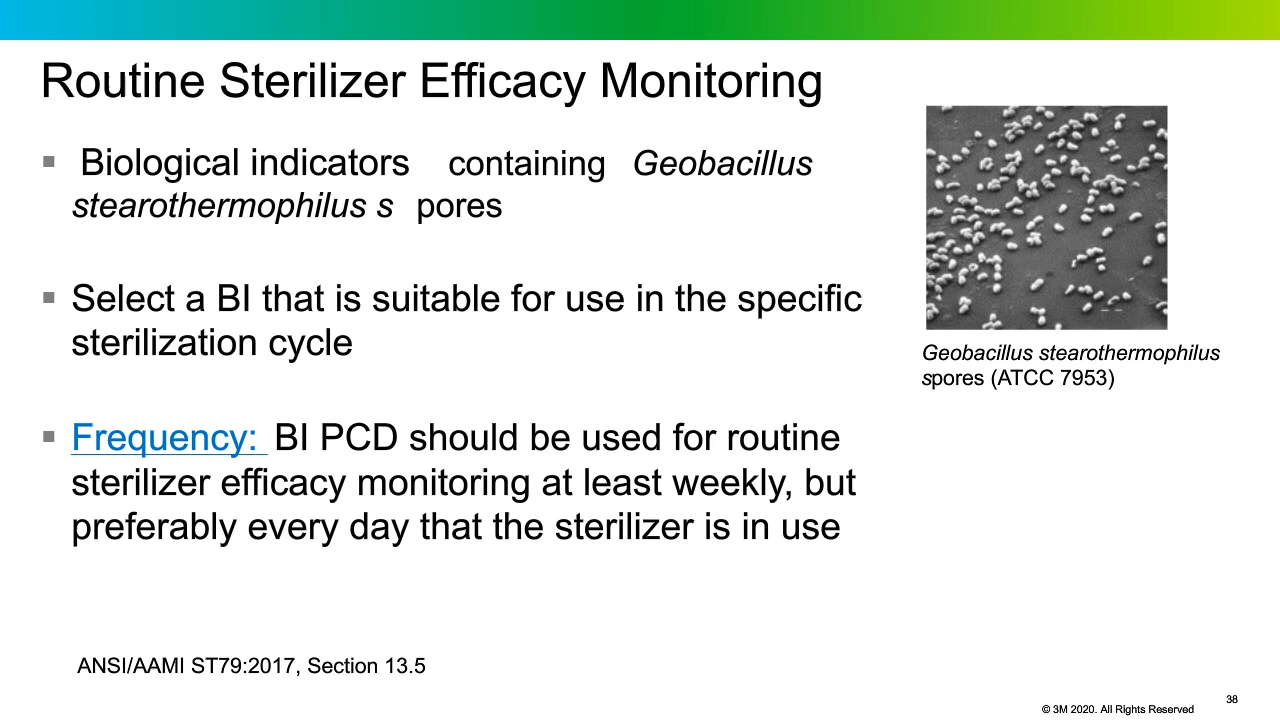 Routine Sterilizer Efficacy Monitoring
▪ Biological indicators containing Geobacillus
stearothermophilus s pores
▪ Select a BI that is suitable for use in the specific
sterilization cycle
▪ Frequency: BI PCD should be used for routine
sterilizer efficacy monitoring at least weekly, but
preferably every day that the sterilizer is in use
Geobacillus stearothermophilus
spores (ATCC 7953)
ANSI/AAMI ST79:2017, Section 13.5
© 3M 2020. All Rights Reserved
38